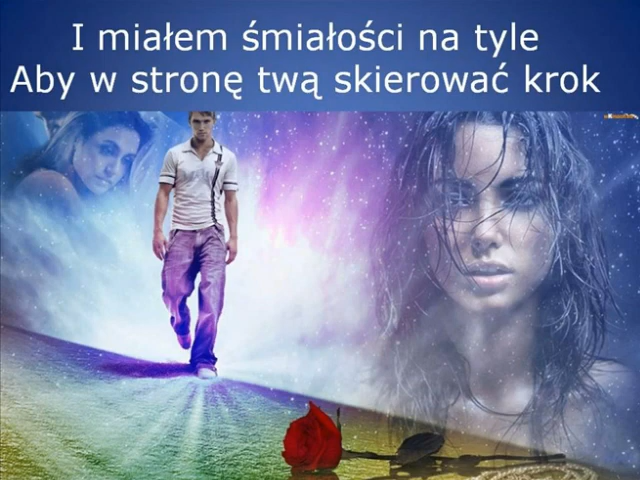 I miałem śmiałości na tyle
Aby w stronę twą skierować krok